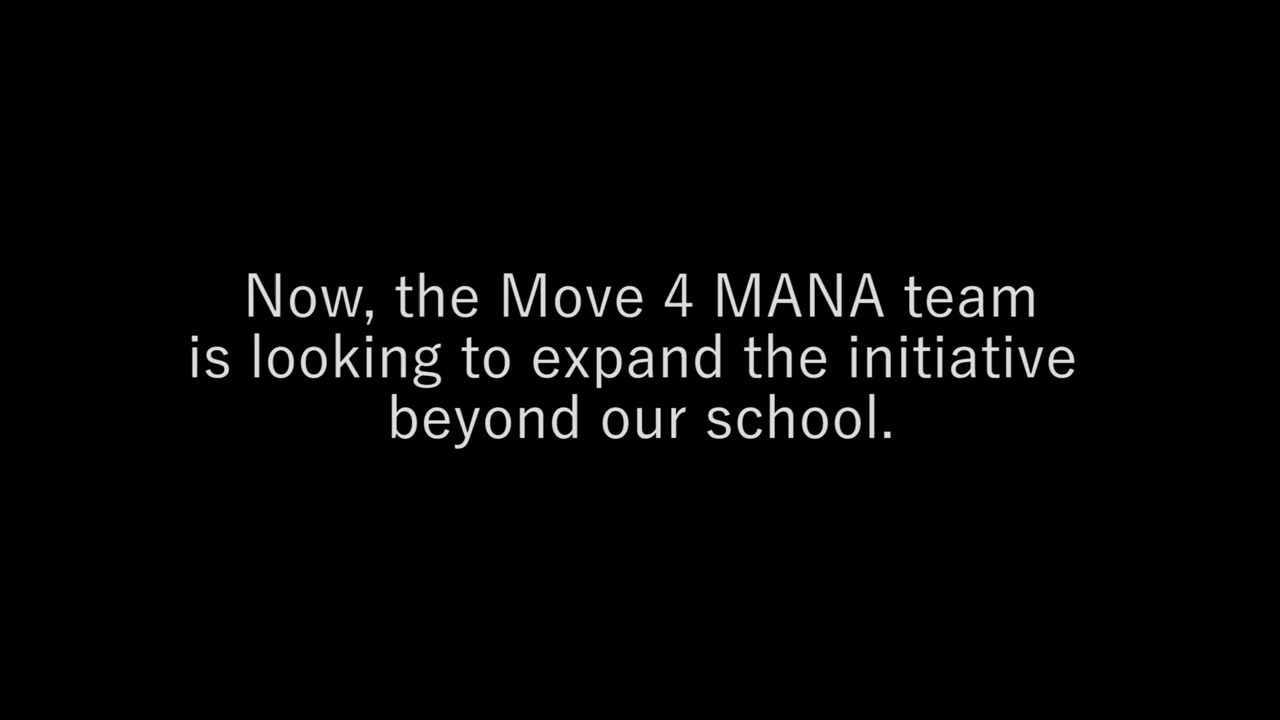 Now, the Move 4 MANA team
is looking to expand the initiative
beyond our school.